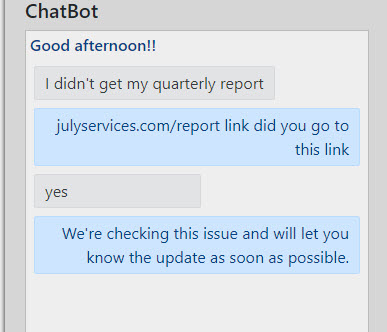 ChatBot
Good afternoon!!
I didn't get my quarterly report
julyservices.com/report link did you go to
this link
yes
We're checking this issue and will let you
know the update as soon as possible.